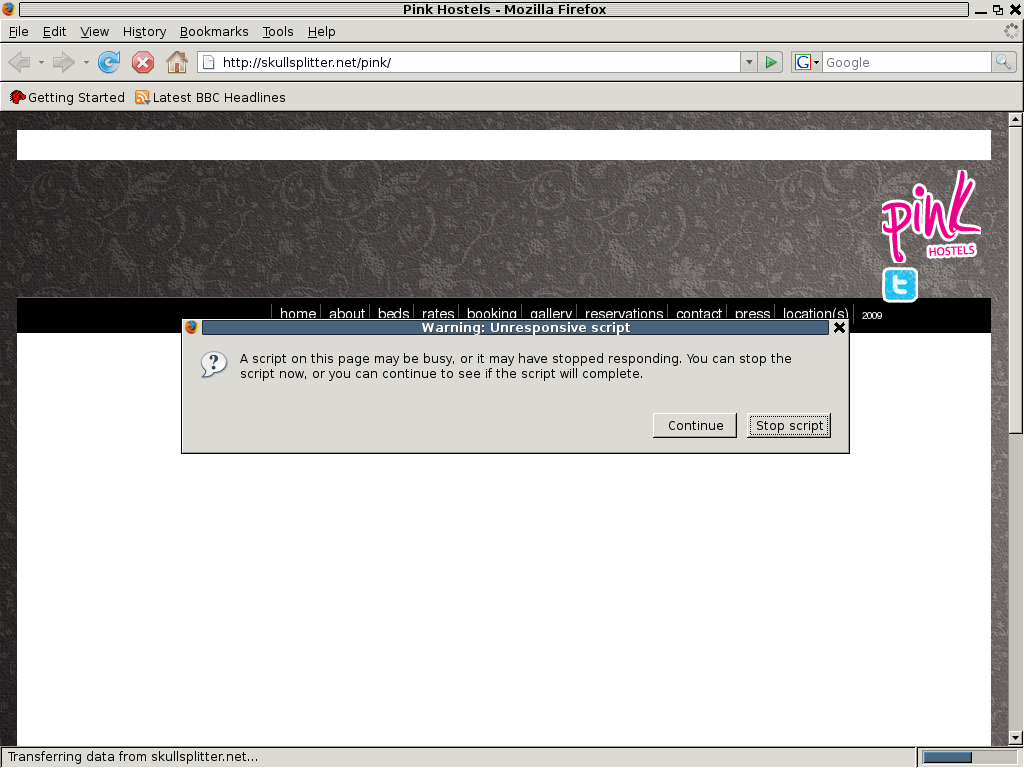 Pink Hostels - Mozilla Firefox
File Edit View History Bookmarks Tools Help
http://skullsplitter.net/pink/
G Google
Getting Started Latest BBC Headlines
pink
HOSTELS
t
home about beds rates booking gallery reservations contact press location(s) 2009
Warning: Unresponsive script
? A script on this page may be busy, or it may have stopped responding. You can stop the
script now, or you can continue to see if the script will complete.
Continue Stop script
Transferring data from skullsplitter.net...